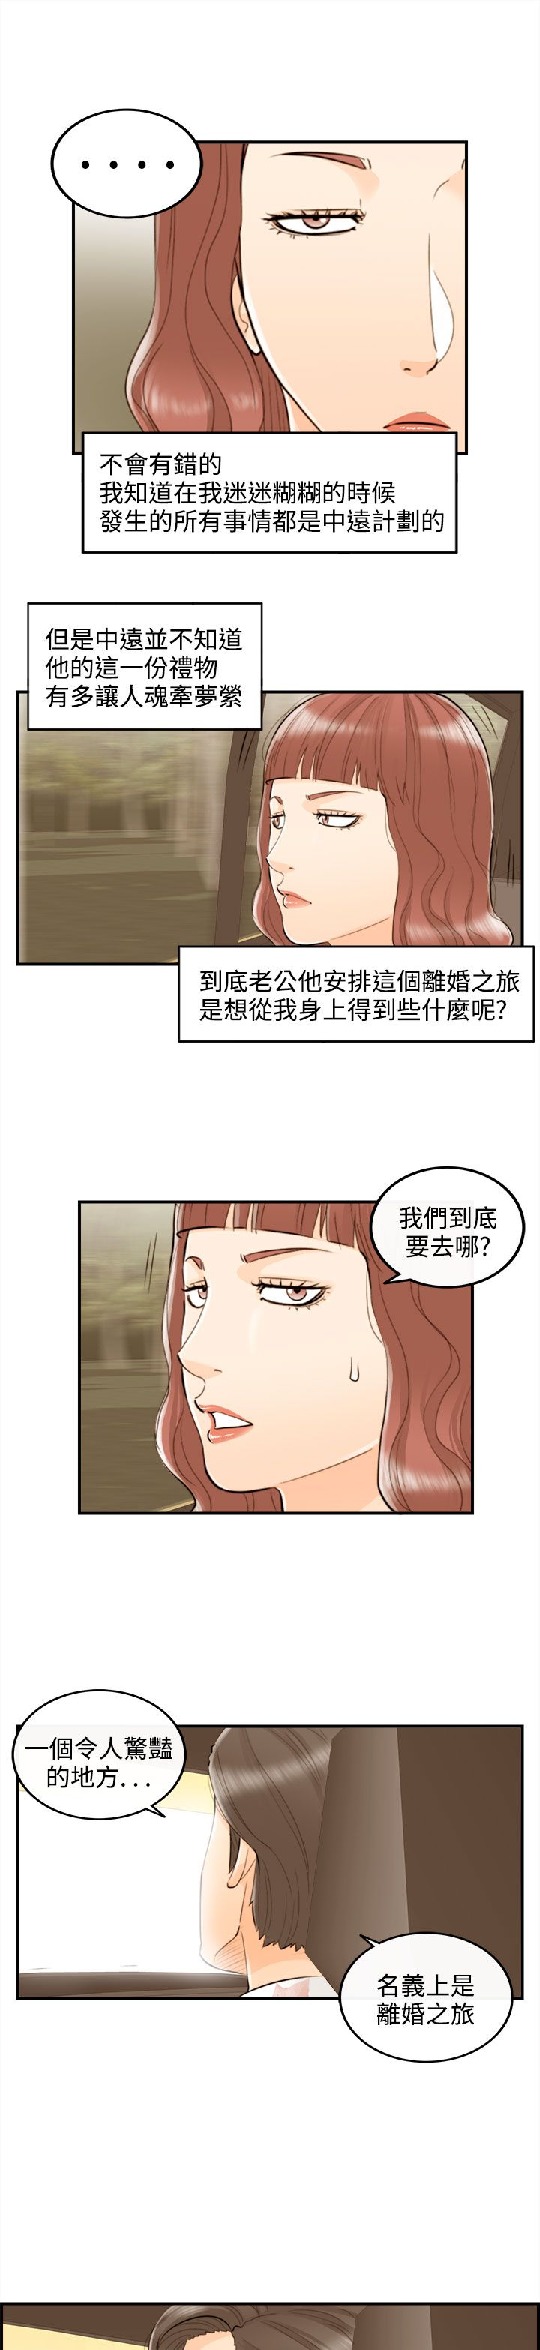 ....
不會有錯的
我知道在我迷迷糊糊的時候
發生的所有事情都是中遠計劃的
但是中遠並不知道
他的這一份禮物
有多讓人魂牽夢縈
到底老公他安排這個離婚之旅
是想從我身上得到些什麼呢?
我們到底
要去哪?
一個令人驚豔
的地方...
名義上是
離婚之旅